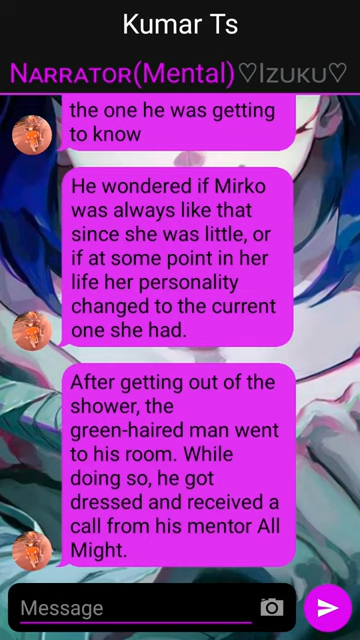 Kumar Ts
Narrator(Mental)♡Izuku♡
the one he was getting
to know
He wondered if Mirko
was always like that
since she was little, or
if at some point in her
life her personality
changed to the current
one she had.
After getting out of the
shower, the
green-haired man went
to his room. While
doing so, he got
dressed and received a
call from his mentor All
Might.
Message